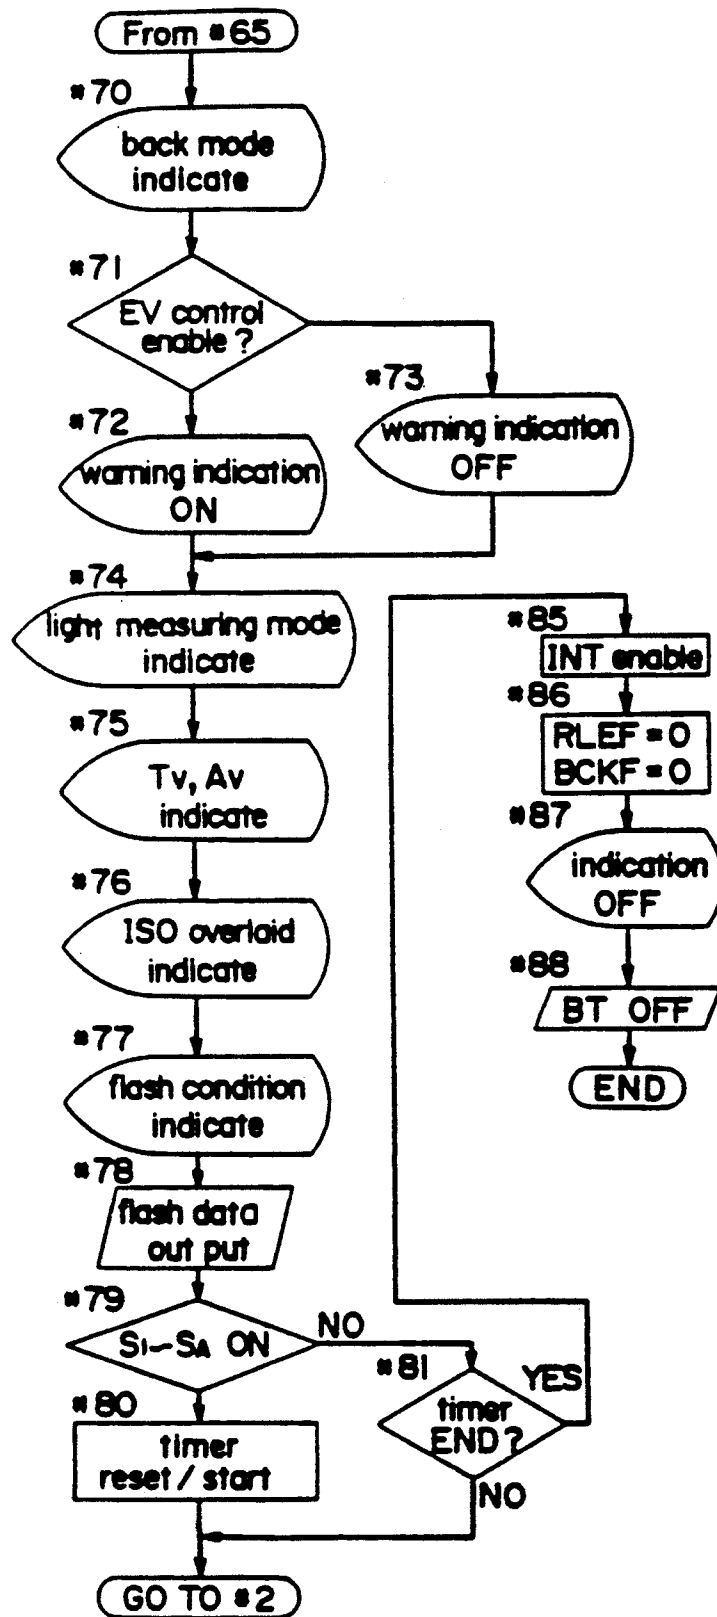 From #65
#70
back mode
indicate
#71
EV control
enable ?
#73
warning indication
OFF
#72
warning indication
ON
#74
light measuring mode
indicate
#75
Tv, Av
indicate
#76
ISO overlaid
indicate
#77
flash condition
indicate
#78
flash data
out put
#79
S1~SA ON
NO
#80
timer
reset / start
#81
timer
END ?
YES
NO
GO TO #2
#85
INT enable
#86
RLEF = 0
BCKF = 0
#87
indication
OFF
#88
BT OFF
END